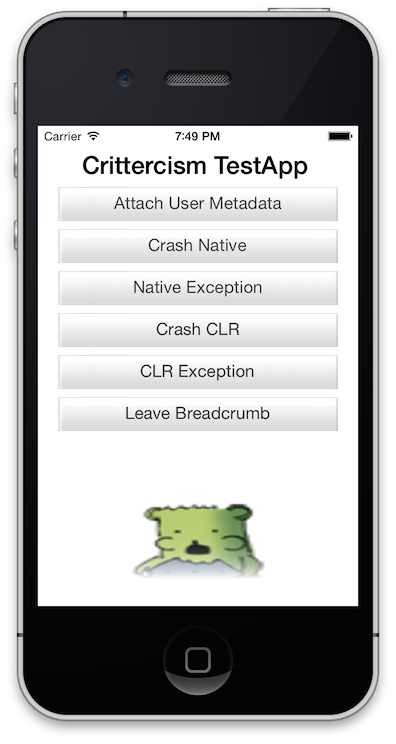 Carrier 7:49 PM
Crittercism TestApp
Attach User Metadata
Crash Native
Native Exception
Crash CLR
CLR Exception
Leave Breadcrumb